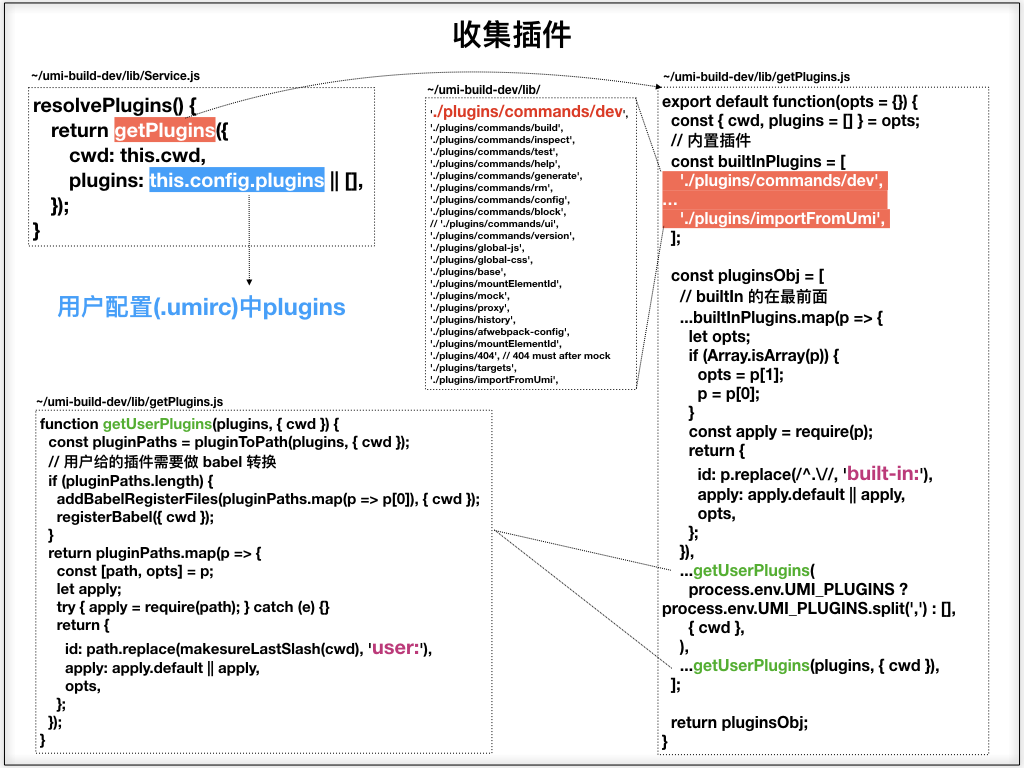 收集插件
~/umi-build-dev/lib/Service.js
resolvePlugins() {
return getPlugins({
cwd: this.cwd,
plugins: this.config.plugins || [],
});
}
用户配置(.umirc)中plugins
~/umi-build-dev/lib/
'./plugins/commands/dev',
'./plugins/commands/build',
'./plugins/commands/inspect',
'./plugins/commands/test',
'./plugins/commands/help',
'./plugins/commands/generate',
'./plugins/commands/rm',
'./plugins/commands/config',
'./plugins/commands/block',
// './plugins/commands/ui',
'./plugins/commands/version',
'./plugins/global-js',
'./plugins/global-css',
'./plugins/base',
'./plugins/mountElementId',
'./plugins/mock',
'./plugins/proxy',
'./plugins/history',
'./plugins/afwebpack-config',
'./plugins/mountElementId',
'./plugins/404', // 404 must after mock
'./plugins/targets',
'./plugins/importFromUmi',
~/umi-build-dev/lib/getPlugins.js
function getUserPlugins(plugins, { cwd }) {
const pluginPaths = pluginToPath(plugins, { cwd });
// 用户给的插件需要做 babel 转换
if (pluginPaths.length) {
addBabelRegisterFiles(pluginPaths.map(p => p[0]), { cwd });
registerBabel({ cwd });
}
return pluginPaths.map(p => {
const [path, opts] = p;
let apply;
try { apply = require(path); } catch (e) {}
return {
id: path.replace(makesureLastSlash(cwd), 'user:'),
apply: apply.default || apply,
opts,
};
});
}
~/umi-build-dev/lib/getPlugins.js
export default function(opts = {}) {
const { cwd, plugins = [] } = opts;
// 内置插件
const builtInPlugins = [
'./plugins/commands/dev',
...
'./plugins/importFromUmi',
];
const pluginsObj = [
// builtIn 的在最前面
...builtInPlugins.map(p => {
let opts;
if (Array.isArray(p)) {
opts = p[1];
p = p[0];
}
const apply = require(p);
return {
id: p.replace(/^.\//, 'built-in:'),
apply: apply.default || apply,
opts,
};
}),
...getUserPlugins(
process.env.UMI_PLUGINS ?
process.env.UMI_PLUGINS.split(',') : [],
{ cwd },
),
...getUserPlugins(plugins, { cwd }),
];
return pluginsObj;
}